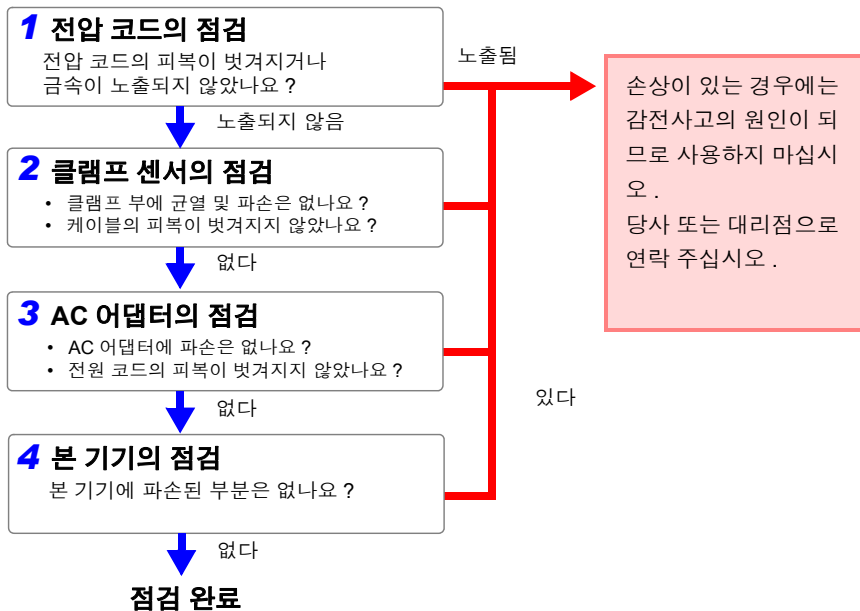 1 전압 코드의 점검
전압 코드의 피복이 벗겨지거나
금속이 노출되지 않았나요 ?
노출됨
노출되지 않음
손상이 있는 경우에는
감전사고의 원인이 되
므로 사용하지 마십시
오 .
당사 또는 대리점으로
연락 주십시오 .
2 클램프 센서의 점검
• 클램프 부에 균열 및 파손은 없나요 ?
• 케이블의 피복이 벗겨지지 않았나요 ?
없다
3 AC 어댑터의 점검
• AC 어댑터에 파손은 없나요 ?
• 전원 코드의 피복이 벗겨지지 않았나요 ?
있다
없다
4 본 기기의 점검
본 기기에 파손된 부분은 없나요 ?
없다
점검 완료